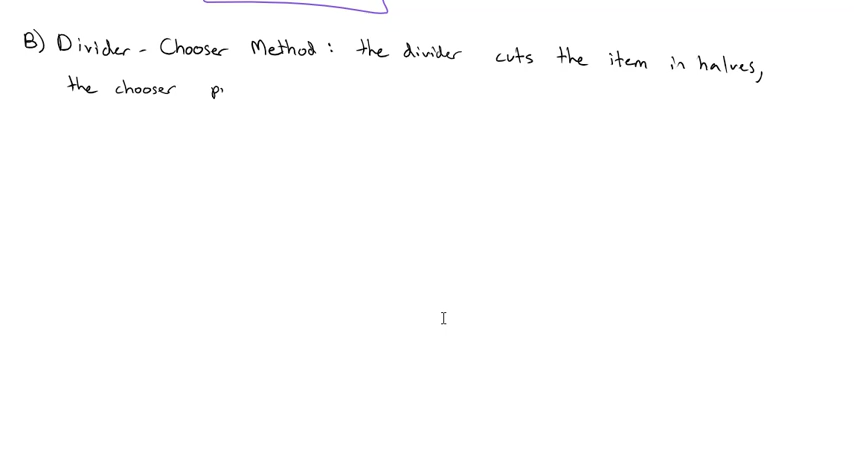 B) Divider - Chooser Method : the divider cuts the item in halves,
the chooser